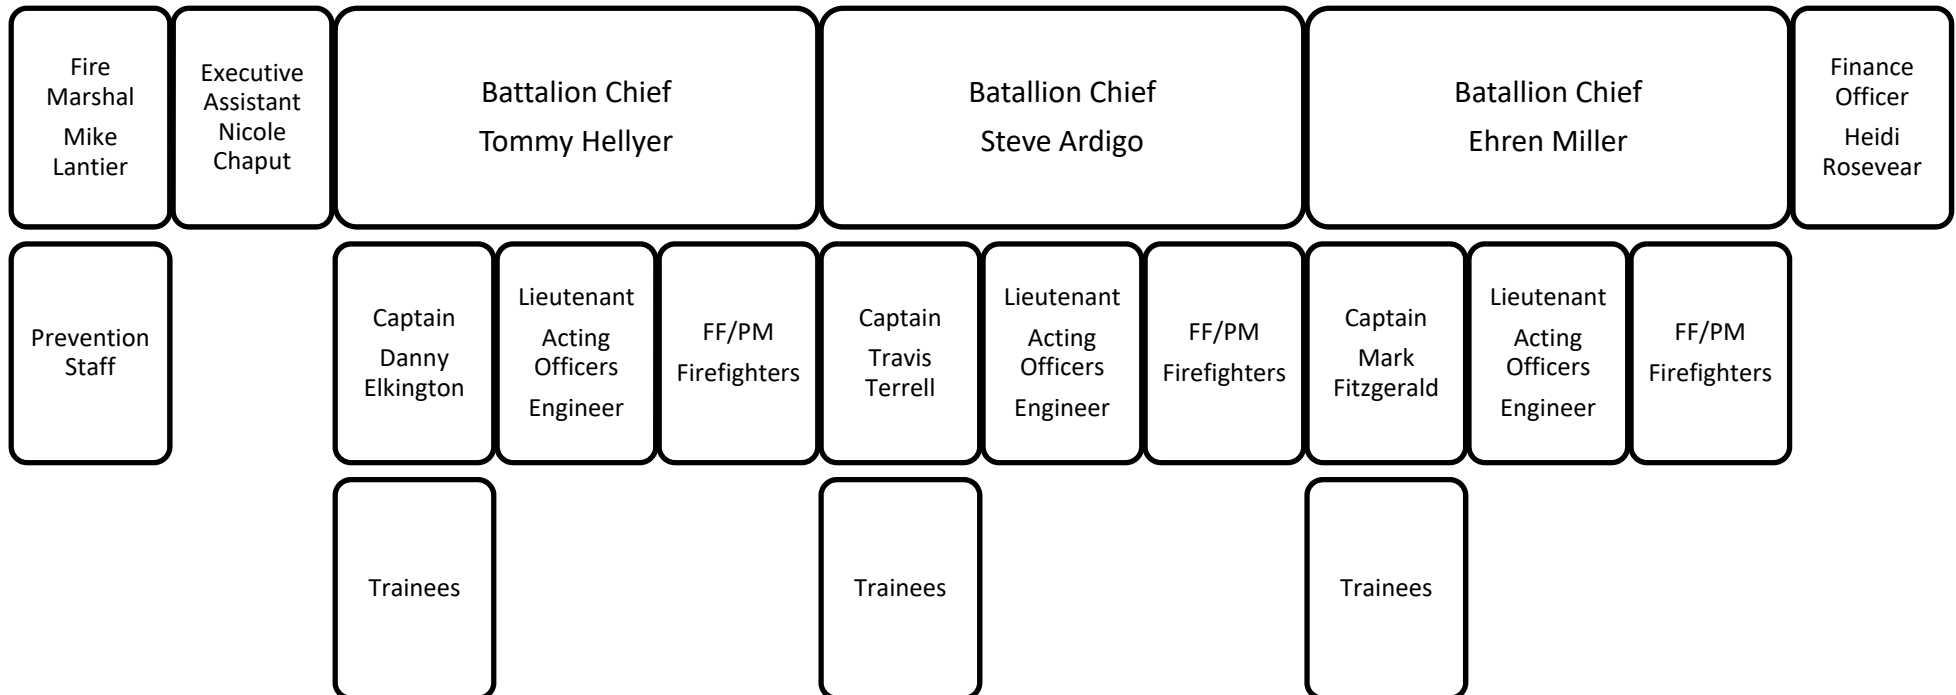 Fire
Marshal
Mike
Lantier
Executive
Assistant
Nicole
Chaput
Battalion Chief
Tommy Hellyer
Batallion Chief
Steve Ardigo
Batallion Chief
Ehren Miller
Finance
Officer
Heidi
Rosevear
Prevention
Staff
Captain
Danny
Elkington
Lieutenant
Acting
Officers
Engineer
FF/PM
Firefighters
Captain
Travis
Terrell
Lieutenant
Acting
Officers
Engineer
FF/PM
Firefighters
Captain
Mark
Fitzgerald
Lieutenant
Acting
Officers
Engineer
FF/PM
Firefighters
Trainees
Trainees
Trainees